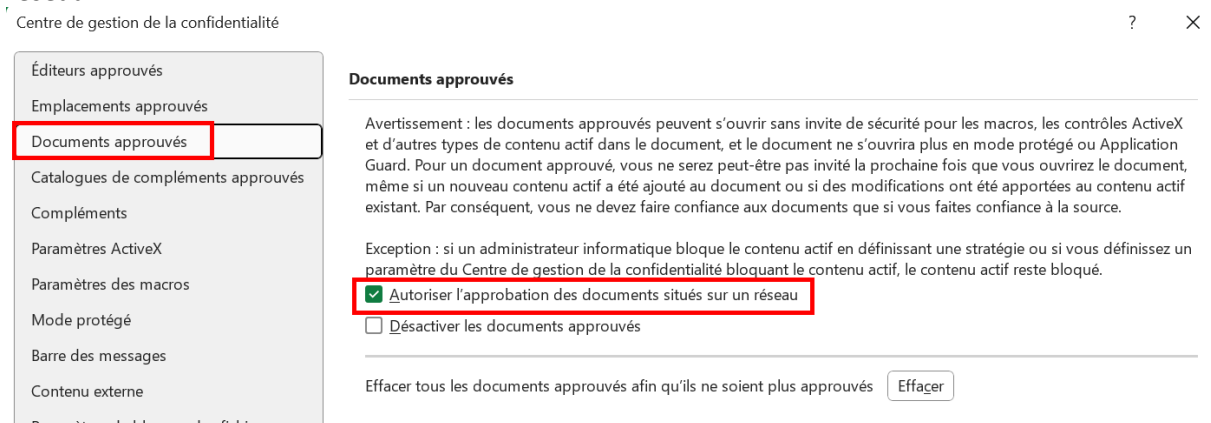 Centre de gestion de la confidentialité
?
Éditeurs approuvés
Emplacements approuvés
Documents approuvés
Catalogues de compléments approuvés
Compléments
Paramètres ActiveX
Paramètres des macros
Mode protégé
Barre des messages
Contenu externe
Documents approuvés
Avertissement : les documents approuvés peuvent s’ouvrir sans invite de sécurité pour les macros, les contrôles ActiveX
et d’autres types de contenu actif dans le document, et le document ne s’ouvrira plus en mode protégé ou Application
Guard. Pour un document approuvé, vous ne serez peut-être pas invité la prochaine fois que vous ouvrirez le document,
même si un nouveau contenu actif a été ajouté au document ou si des modifications ont été apportées au contenu actif
existant. Par conséquent, vous ne devez faire confiance aux documents que si vous faites confiance à la source.
Exception : si un administrateur informatique bloque le contenu actif en définissant une stratégie ou si vous définissez un
paramètre du Centre de gestion de la confidentialité bloquant le contenu actif, le contenu actif reste bloqué.
Autoriser l’approbation des documents situés sur un réseau
Désactiver les documents approuvés
Effacer tous les documents approuvés afin qu’ils ne soient plus approuvés Effacer